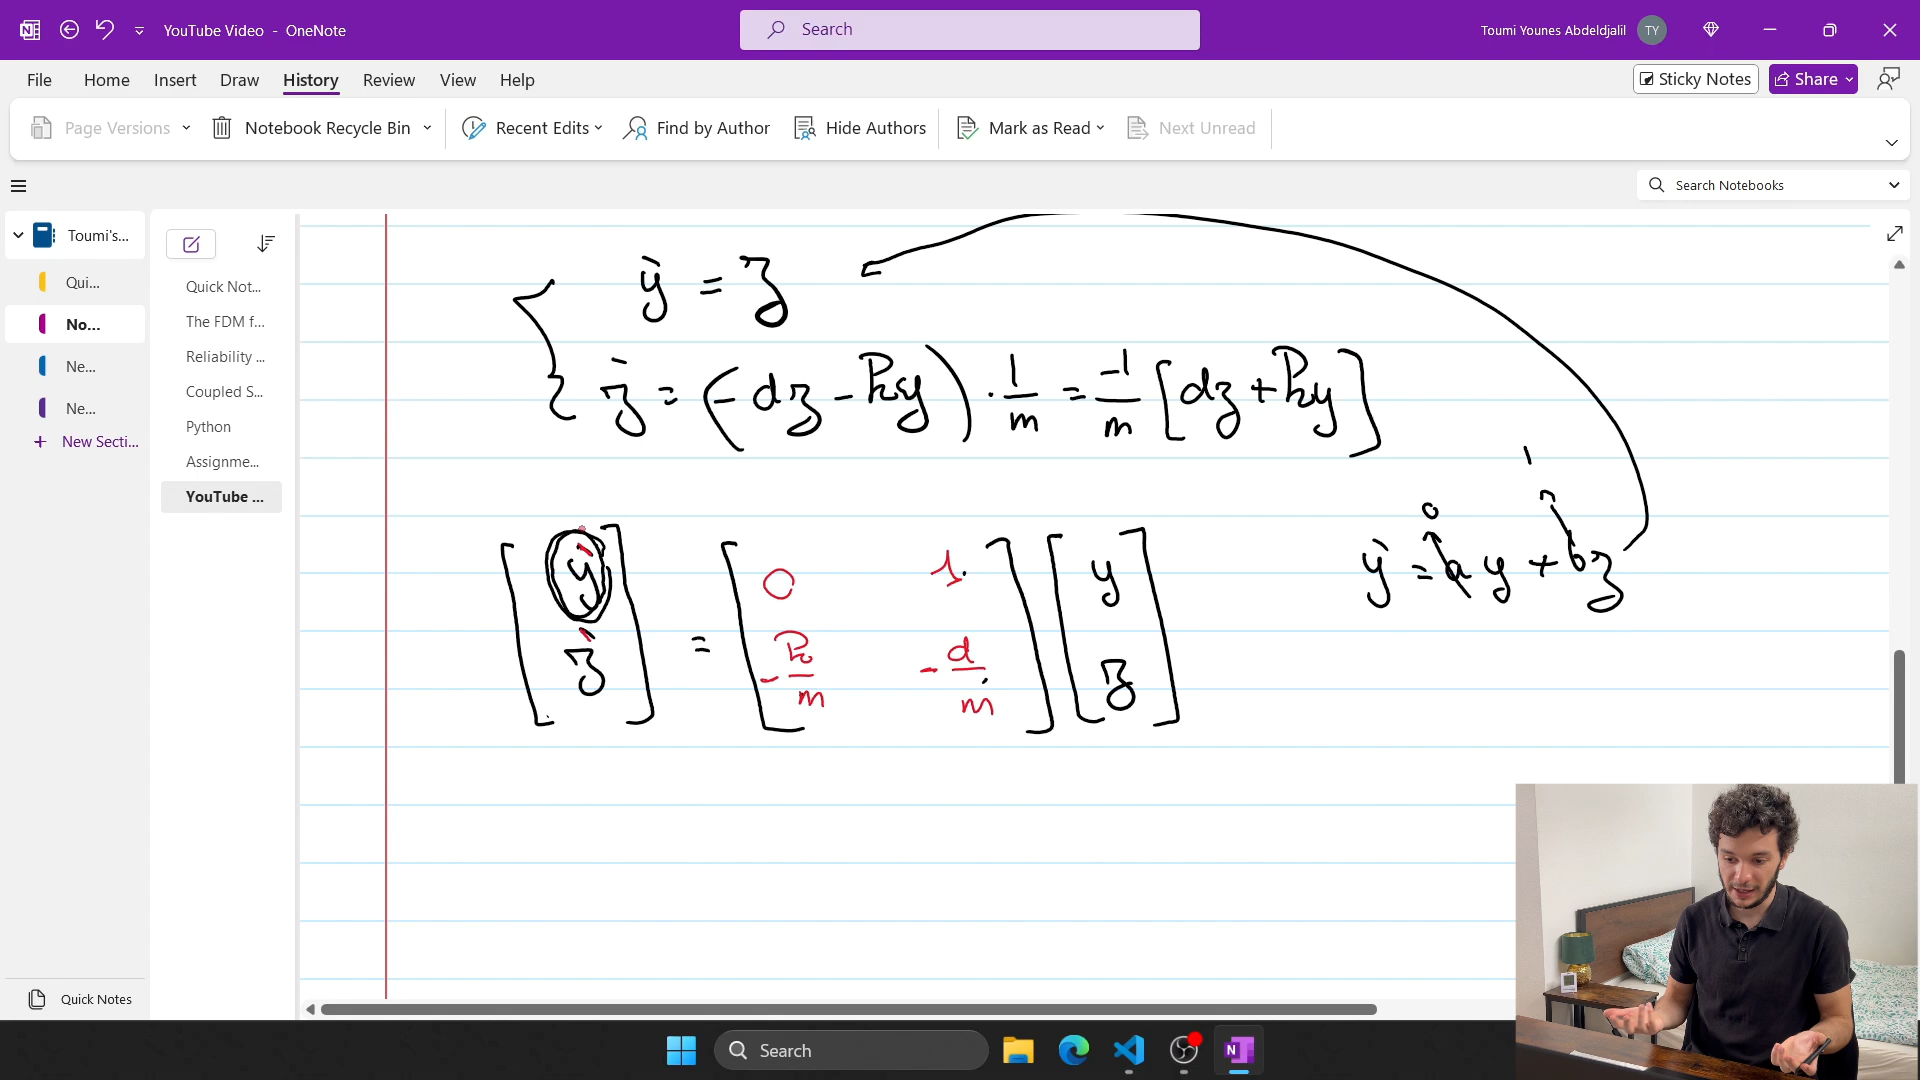 YouTube Video - OneNote
Search
Toumi Younes Abdeldjalil
TY
File Home Insert Draw History Review View Help
Sticky Notes
Share
Page Versions
Notebook Recycle Bin
Recent Edits
Find by Author
Hide Authors
Mark as Read
Next Unread
Search Notebooks
Toumi's...
Qui...
No...
Ne...
Ne...
+ New Secti...
Quick Not...
The FDM f...
Reliability ...
Coupled S...
Python
Assignme...
YouTube ...
ẏ = z
ż = (-dz - ky) · 1/m = -1/m [dz + ky]
[ẏ ż] = [0 1 -k/m -d/m] [y z]
0 1
ẏ = ay + bz
Quick Notes
Search
N